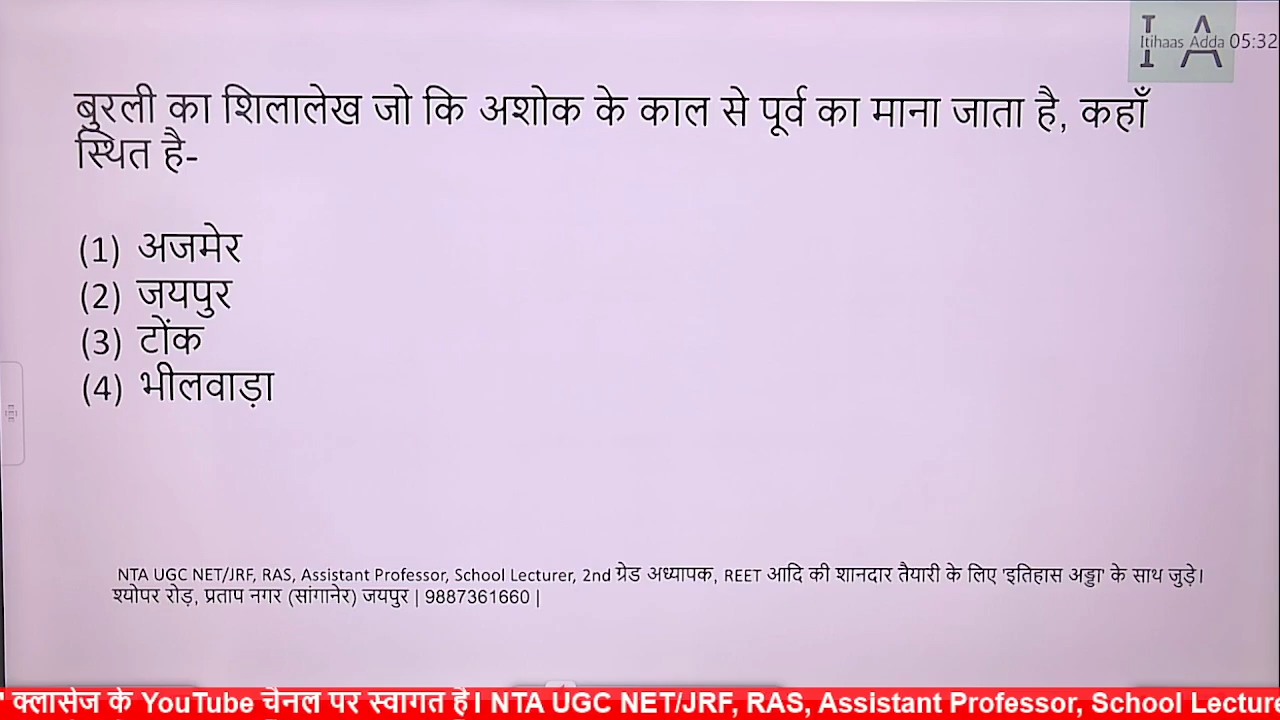 I A
Itihaas Adda 05:32
बुरली का शिलालेख जो कि अशोक के काल से पूर्व का माना जाता है, कहाँ
स्थित है-
(1) अजमेर
(2) जयपुर
(3) टोंक
(4) भीलवाड़ा
NTA UGC NET/JRF, RAS, Assistant Professor, School Lecturer, 2nd ग्रेड अध्यापक, REET आदि की शानदार तैयारी के लिए 'इतिहास अड्डा' के साथ जुड़े।
श्योपर रोड़, प्रताप नगर (सांगानेर) जयपुर | 9887361660 |
' क्लासेज के YouTube चैनल पर स्वागत है। NTA UGC NET/JRF, RAS, Assistant Professor, School Lecture